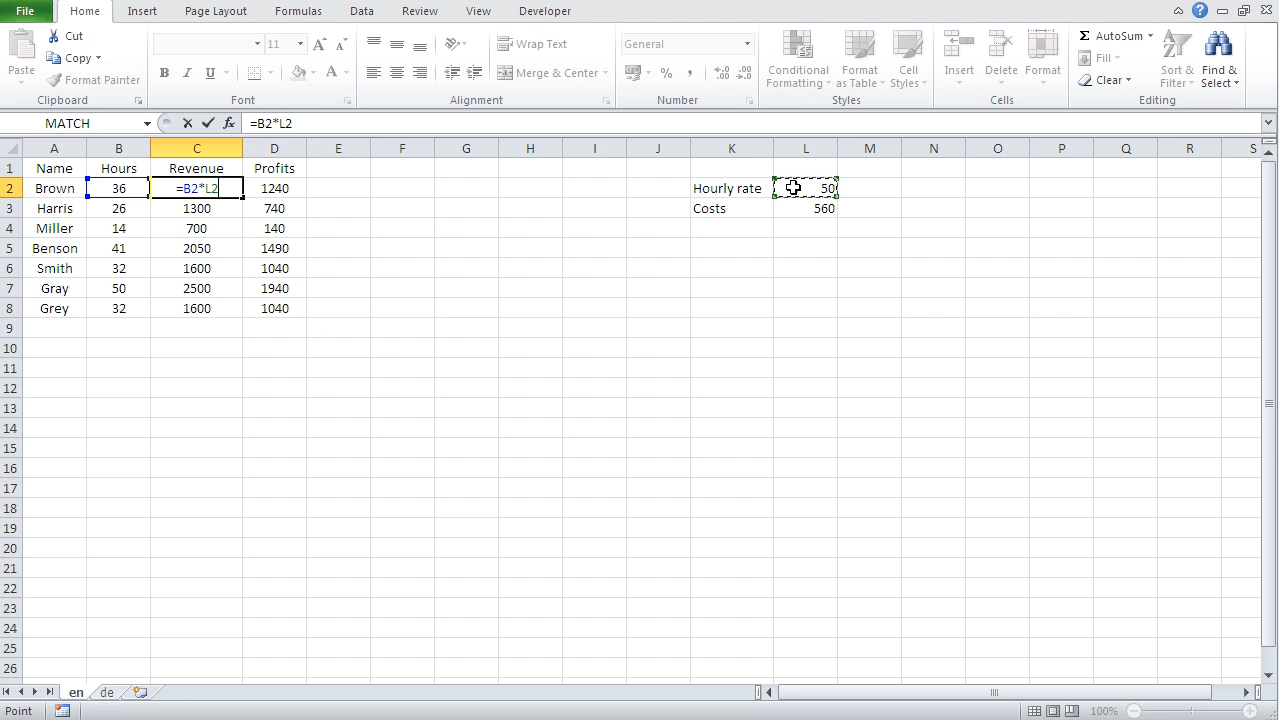 File Home Insert Page Layout Formulas Data Review View Developer
Cut
Copy
Format Painter
Paste
Clipboard
11
A A
B I U
A
Font
Wrap Text
Merge & Center
Alignment
General
% ,
Number
Conditional Formatting
Format as Table
Cell Styles
Styles
Insert Delete Format
Cells
Σ AutoSum
Fill
Clear
Sort & Filter
Find & Select
Editing
MATCH fx =B2*L2
A B C D E F G H I J K L M N O P Q R S
1 Name Hours Revenue Profits
2 Brown 36 =B2*L2 1240 Hourly rate 50
3 Harris 26 1300 740 Costs 560
4 Miller 14 700 140
5 Benson 41 2050 1490
6 Smith 32 1600 1040
7 Gray 50 2500 1940
8 Grey 32 1600 1040
9
10
11
12
13
14
15
16
17
18
19
20
21
22
23
24
25
26
en de
Point 100%